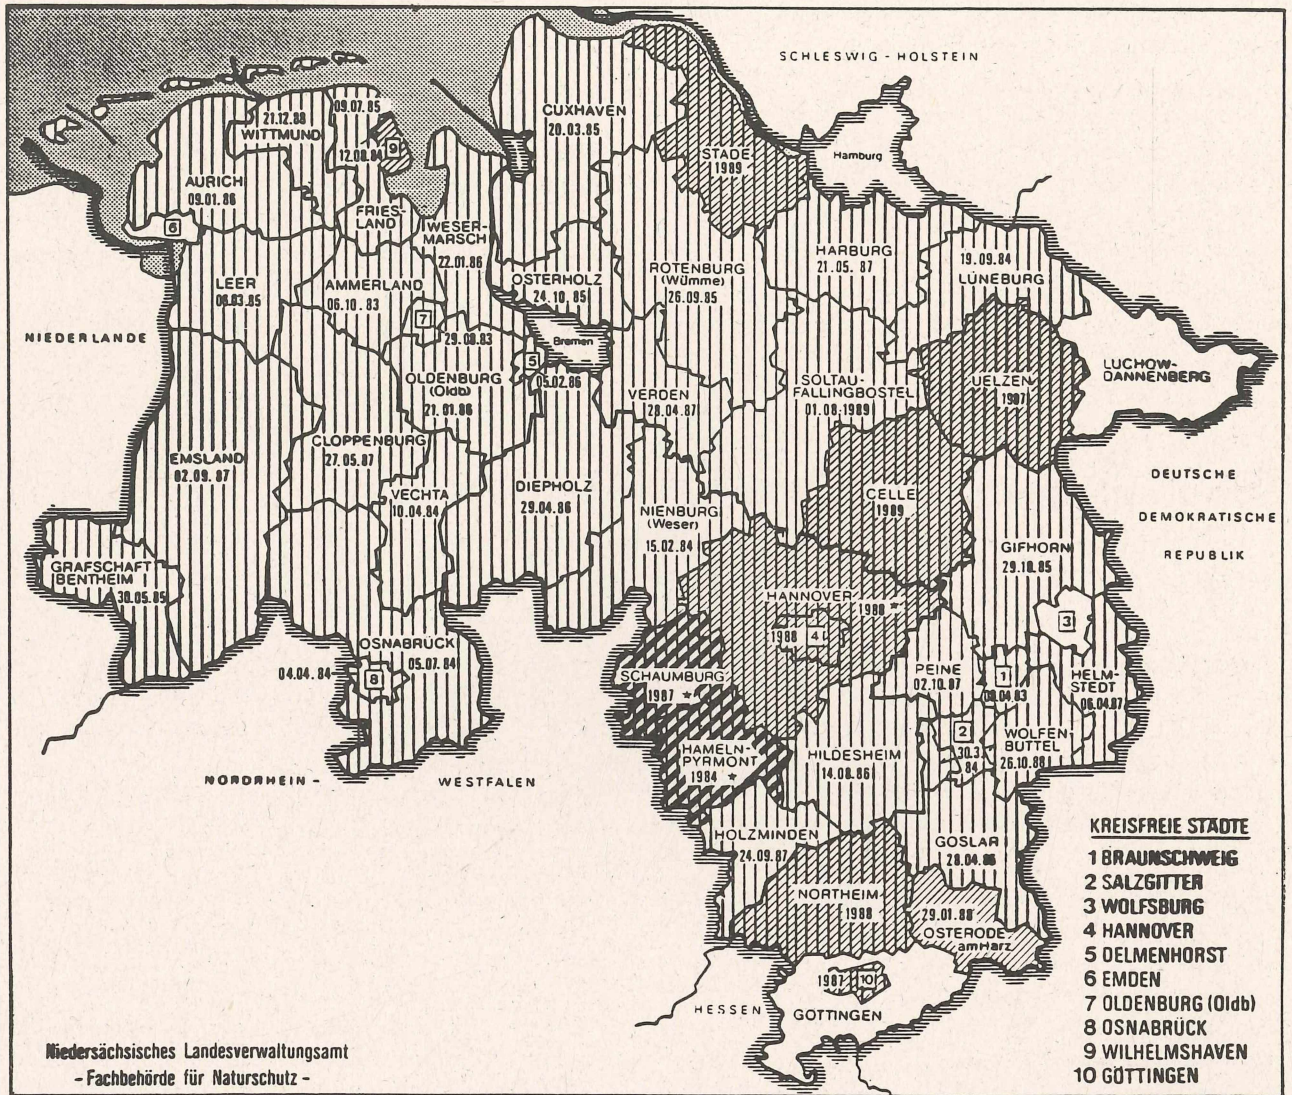 SCHLESWIG - HOLSTEIN
CUXHAVEN
20.03.85
09.07.85
21.12.88
WITTMUND
12.08.84
9
STADE
1989
Hamburg
AURICH
09.01.86
6
FRIES-
LAND
WESER-
MARSCH
22.01.86
HARBURG
21.05.87
19.09.84
LÜNEBURG
LEER
06.03.85
AMMERLAND
06.10.83
OSTERHOLZ
24.10.85
ROTENBURG
(Wümme)
26.09.85
NIEDERLANDE
7
29.08.83
Bremen
5
05.02.86
OLDENBURG
(Oldb)
21.01.86
VERDEN
28.04.87
SOLTAU-
FALLINGBOSTEL
01.08.1989
UELZEN
1987
LUCHOW-
DANNENBERG
EMSLAND
02.09.87
CLOPPENBURG
27.05.87
VECHTA
10.04.84
DIEPHOLZ
29.04.86
NIENBURG
(Weser)
15.02.84
CELLE
1989
DEUTSCHE
DEMOKRATISCHE
REPUBLIK
GIFHORN
29.10.85
GRAFSCHAFT
BENTHEIM
30.05.85
HANNOVER
1988 *
1988 4
3
OSNABRÜCK
05.07.84
04.04.84
8
SCHAUMBURG
1987 *
PEINE
02.10.87
1
HELM-
STEDT
06.04.87
2
30.3
84
WOLFEN-
BÜTTEL
26.10.88
HAMELN-
PYRMONT
1984 *
HILDESHEIM
14.08.86
NORDRHEIN -
WESTFALEN
HOLZMINDEN
24.09.87
GOSLAR
28.04.86
NORTHEIM
1988
29.01.88
OSTERODE
am Harz
1987 10
HESSEN
GÖTTINGEN
KREISFREIE STÄDTE
1 BRAUNSCHWEIG
2 SALZGITTER
3 WOLFSBURG
4 HANNOVER
5 DELMENHORST
6 EMDEN
7 OLDENBURG (Oldb)
8 OSNABRÜCK
9 WILHELMSHAVEN
10 GÖTTINGEN
Niedersächsisches Landesverwaltungsamt
- Fachbehörde für Naturschutz -